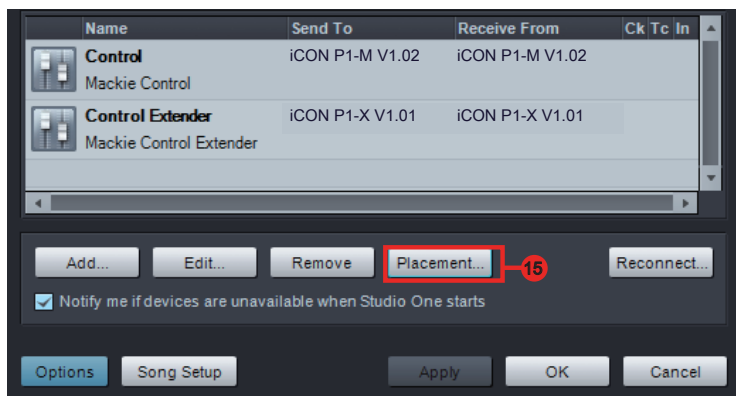 Name Send To Receive From Ck Tc In
Control iCON P1-M V1.02 iCON P1-M V1.02
Mackie Control
Control Extender iCON P1-X V1.01 iCON P1-X V1.01
Mackie Control Extender
Add... Edit... Remove Placement... 15 Reconnect...
Notify me if devices are unavailable when Studio One starts
Options Song Setup Apply OK Cancel